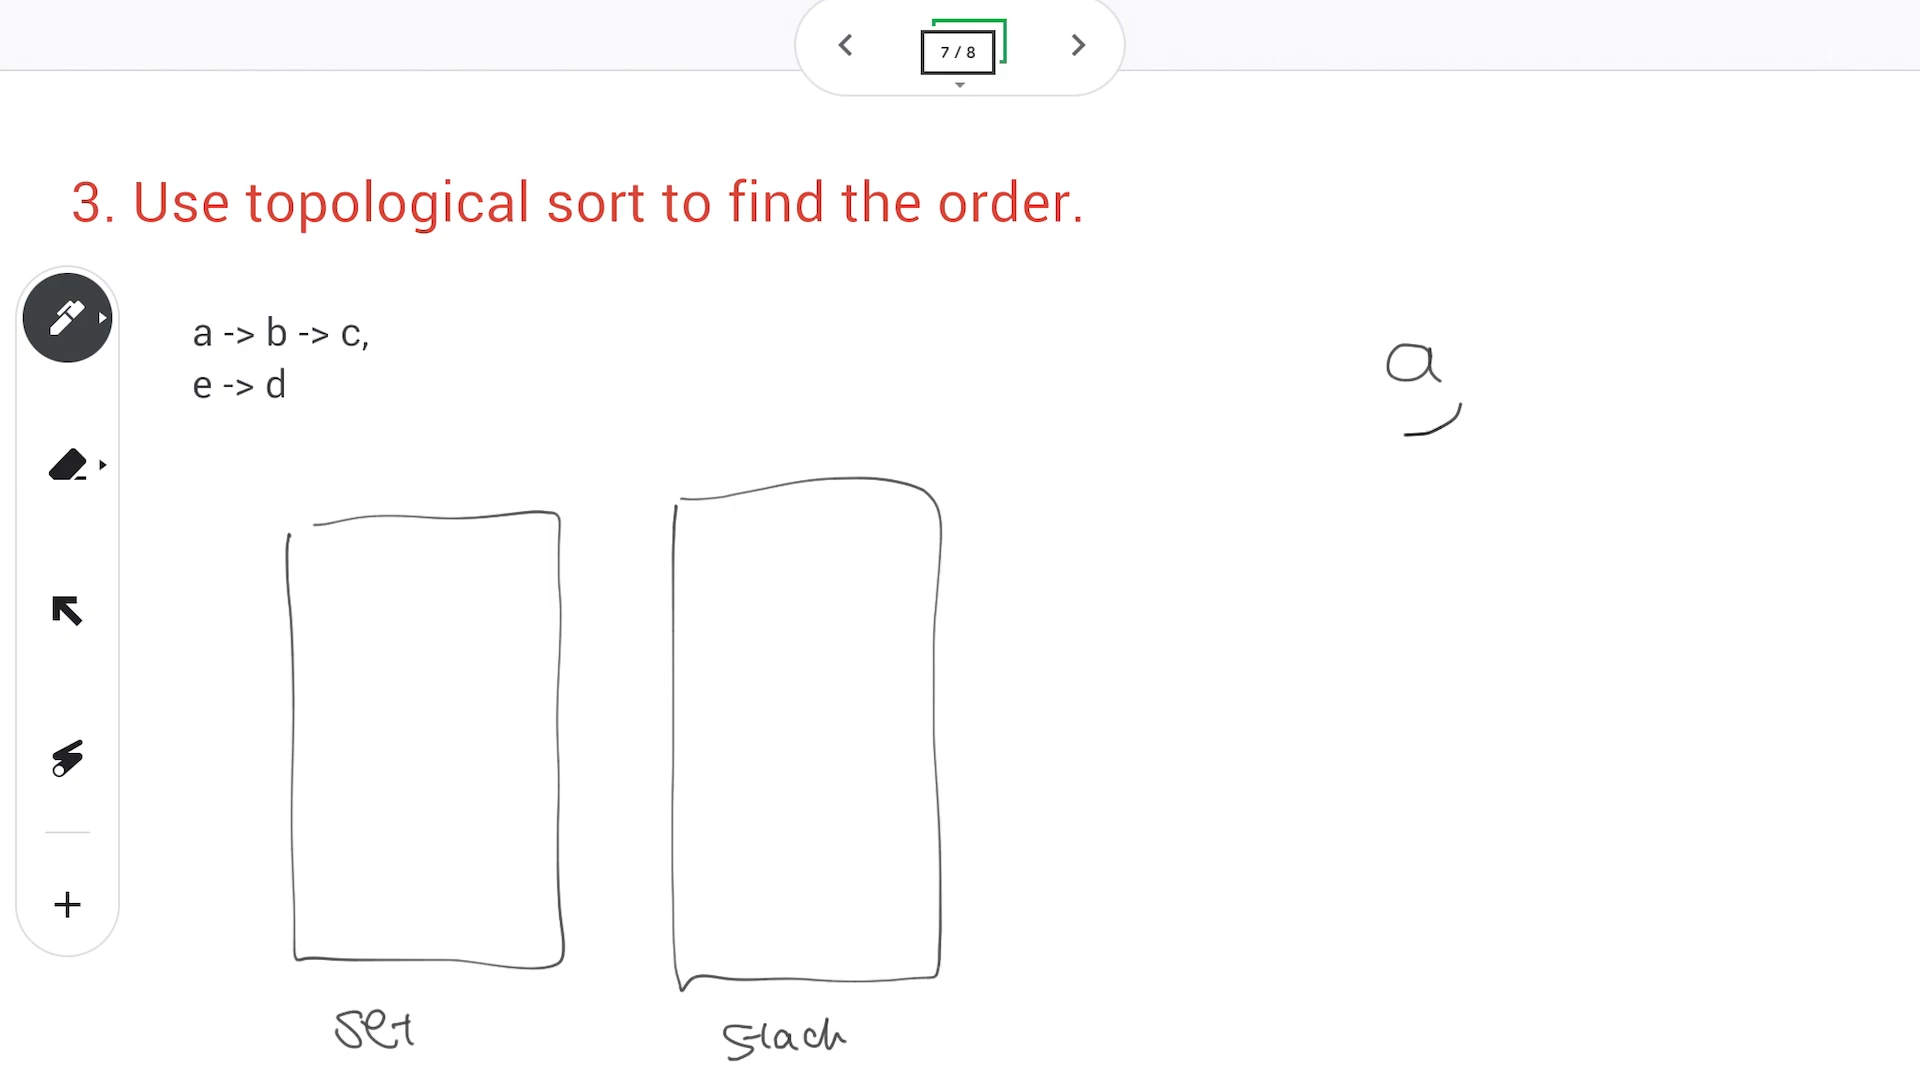 7 / 8
3. Use topological sort to find the order.
a -> b -> c,
e -> d
a
set
stack